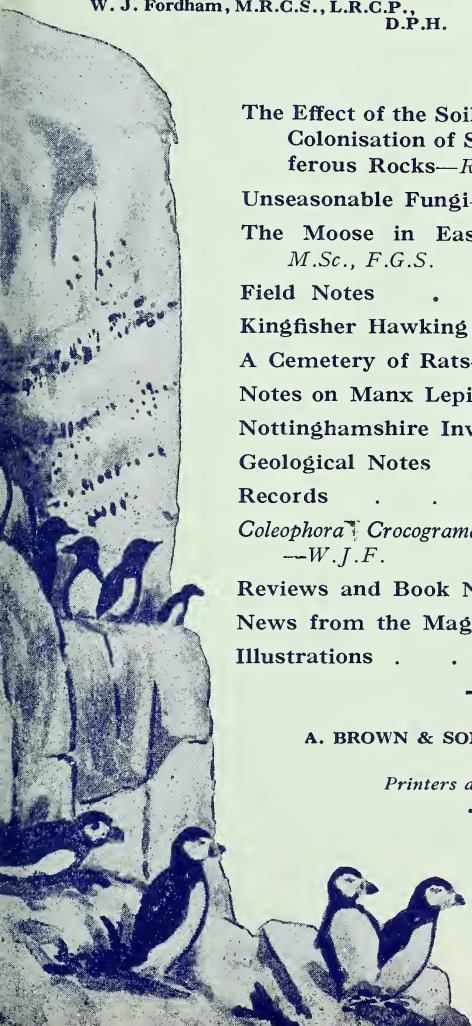 W. J. Fordham, M.R.C.S., L.R.C.P.,
D.P.H.
The Effect of the Soil
Colonisation of S
ferous Rocks—R
Unseasonable Fungi-
The Moose in Eas
M.Sc., F.G.S.
Field Notes .
Kingfisher Hawking
A Cemetery of Rats-
Notes on Manx Lepi
Nottinghamshire Inv
Geological Notes
Records . .
Coleophora Crocogramm
—W.J.F.
Reviews and Book N
News from the Mag
Illustrations . .
A. BROWN & SON
Printers a